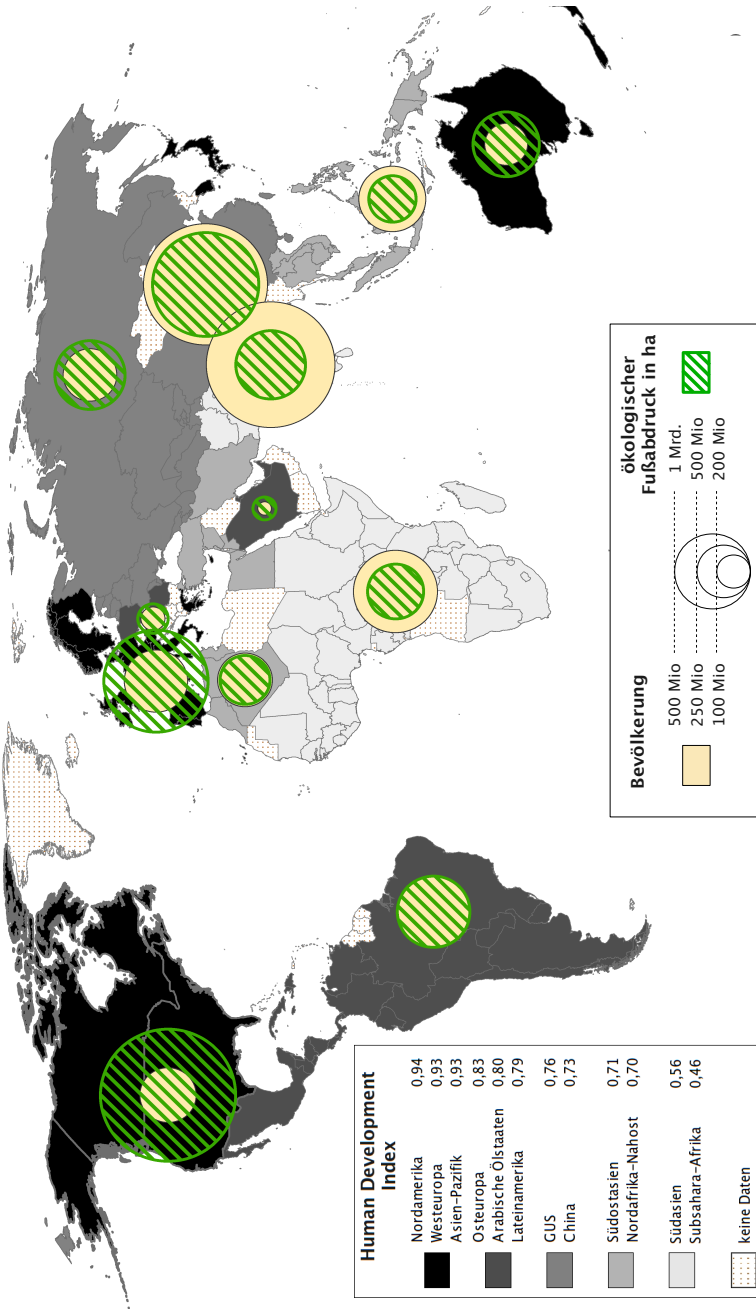 Human Development
Index
Nordamerika 0,94
Westeuropa 0,93
Asien-Pazifik 0,93
Osteuropa 0,83
Arabische Ölstaaten 0,80
Lateinamerika 0,79
GUS 0,76
China 0,73
Südostasien 0,71
Nordafrika-Nahost 0,70
Südasien 0,56
Subsahara-Afrika 0,46
keine Daten
Bevölkerung
ökologischer
Fußabdruck in ha
500 Mio 1 Mrd.
250 Mio 500 Mio
100 Mio 200 Mio